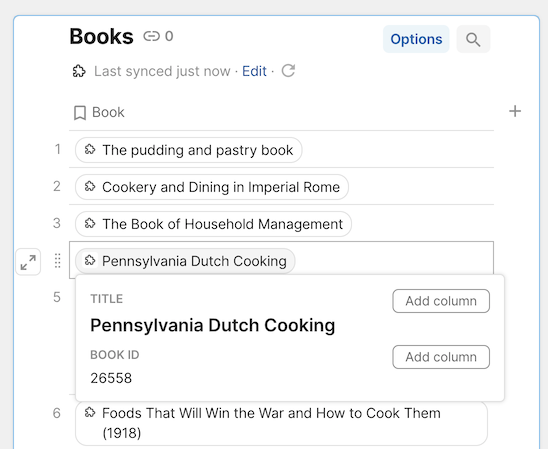 Books 0
Options
Last synced just now · Edit ·
Book
1 The pudding and pastry book
2 Cookery and Dining in Imperial Rome
3 The Book of Household Management
Pennsylvania Dutch Cooking
5
TITLE Add column
Pennsylvania Dutch Cooking
BOOK ID Add column
26558
6 Foods That Will Win the War and How to Cook Them
(1918)